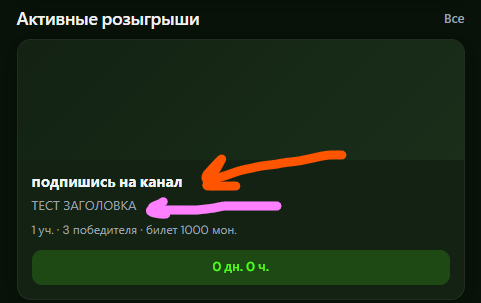 Активные розыгрыши
Все
подпишись на канал
ТЕСТ ЗАГОЛОВКА
1 уч. · 3 победителя · билет 1000 мон.
0 дн. 0 ч.